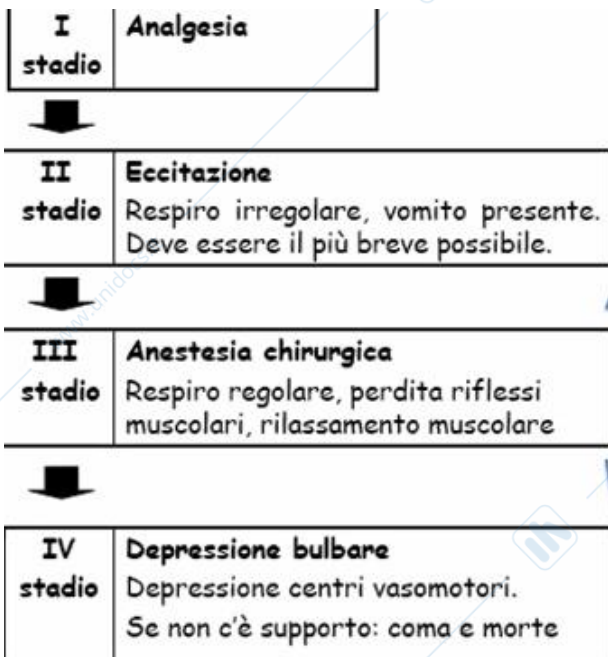 I Analgesia
stadio
II Eccitazione
stadio Respiro irregolare, vomito presente.
Deve essere il più breve possibile.
III Anestesia chirurgica
stadio Respiro regolare, perdita riflessi
muscolari, rilassamento muscolare
IV Depressione bulbare
stadio Depressione centri vasomotori.
Se non c'è supporto: coma e morte